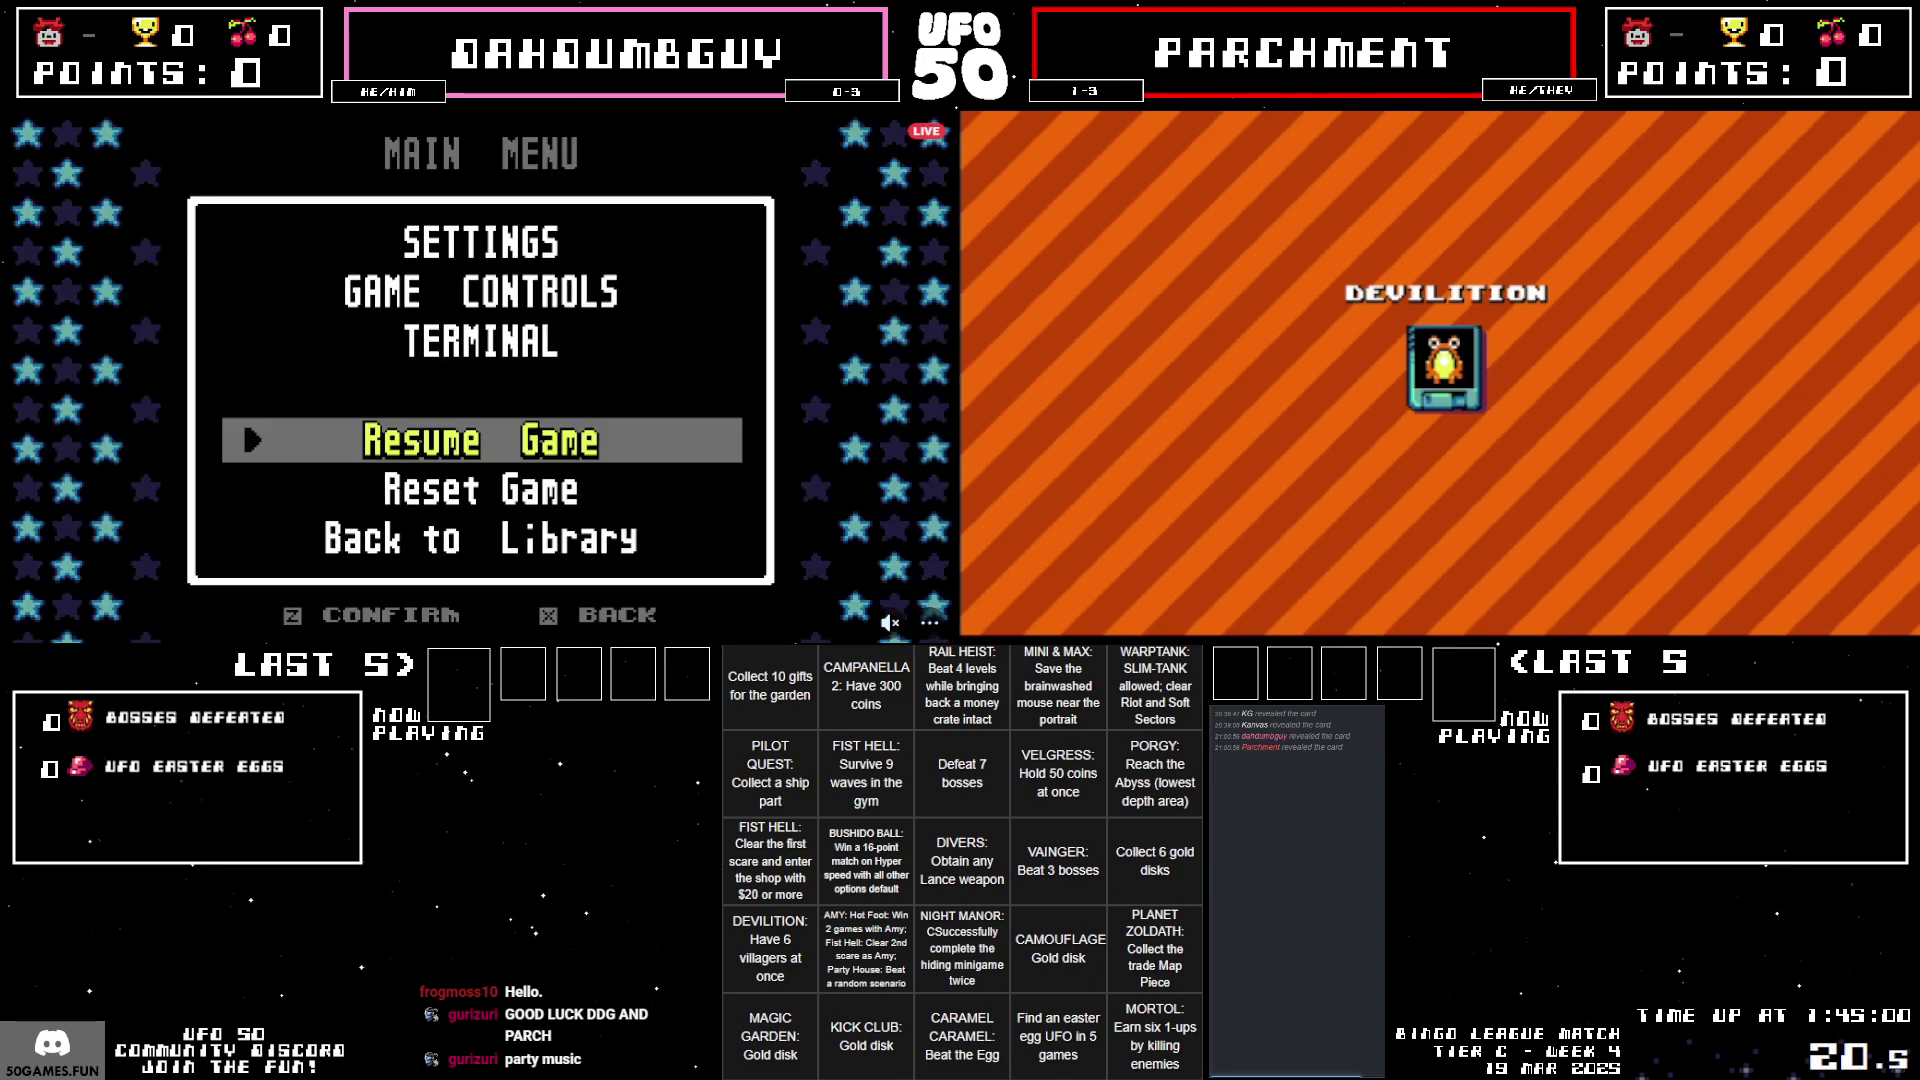 - 0 0
POINTS: 0
DAHDUMBGUY
HE/HIM
0-3
UFO
50
PARCHMENT
1-3
HE/THEY
- 0 0
POINTS: 0
MAIN MENU
LIVE
SETTINGS
GAME CONTROLS
TERMINAL
Resume Game
Reset Game
Back to Library
Z CONFIRM X BACK
DEVILITION
LAST 5>
NOW
PLAYING
0 BOSSES DEFEATED
0 UFO EASTER EGGS
Collect 10 gifts
for the garden
CAMPANELLA
2: Have 300
coins
RAIL HEIST:
Beat 4 levels
while bringing
back a money
crate intact
MINI & MAX:
Save the
brainwashed
mouse near the
portrait
WARPTANK:
SLIM-TANK
allowed; clear
Riot and Soft
Sectors
PILOT
QUEST:
Collect a ship
part
FIST HELL:
Survive 9
waves in the
gym
Defeat 7
bosses
VELGRESS:
Hold 50 coins
at once
PORGY:
Reach the
Abyss (lowest
depth area)
FIST HELL:
Clear the first
scare and enter
the shop with
$20 or more
BUSHIDO BALL:
Win a 16-point
match on Hyper
speed with all other
options default
DIVERS:
Obtain any
Lance weapon
VAINGER:
Beat 3 bosses
Collect 6 gold
disks
DEVILITION:
Have 6
villagers at
once
AMY: Hot Foot: Win
2 games with Amy;
Fist Hell: Clear 2nd
scare as Amy;
Party House: Beat
a random scenario
NIGHT MANOR:
CSuccessfully
complete the
hiding minigame
twice
CAMOUFLAGE
Gold disk
PLANET
ZOLDATH:
Collect the
trade Map
Piece
MAGIC
GARDEN:
Gold disk
KICK CLUB:
Gold disk
CARAMEL
CARAMEL:
Beat the Egg
Find an easter
egg UFO in 5
games
MORTOL:
Earn six 1-ups
by killing
enemies
20:38:47 KG revealed the card
20:39:08 Kanvas revealed the card
21:00:56 dahdumbguy revealed the card
21:00:56 Parchment revealed the card
<LAST 5
NOW
PLAYING
0 BOSSES DEFEATED
0 UFO EASTER EGGS
frogmoss10 Hello.
gurizuri GOOD LUCK DDG AND
PARCH
gurizuri party music
50GAMES.FUN
UFO 50
COMMUNITY DISCORD
JOIN THE FUN!
TIME UP AT 1:45:00
BINGO LEAGUE MATCH
TIER C - WEEK 4
19 MAR 2025
20.5